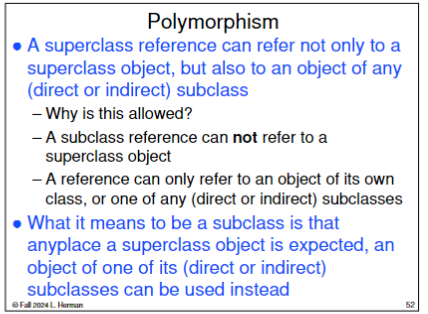 Polymorphism
● A superclass reference can refer not only to a
superclass object, but also to an object of any
(direct or indirect) subclass
– Why is this allowed?
– A subclass reference can not refer to a
superclass object
– A reference can only refer to an object of its own
class, or one of any (direct or indirect) subclasses
● What it means to be a subclass is that
anyplace a superclass object is expected, an
object of one of its (direct or indirect)
subclasses can be used instead
© Fall 2024 L. Herman
52